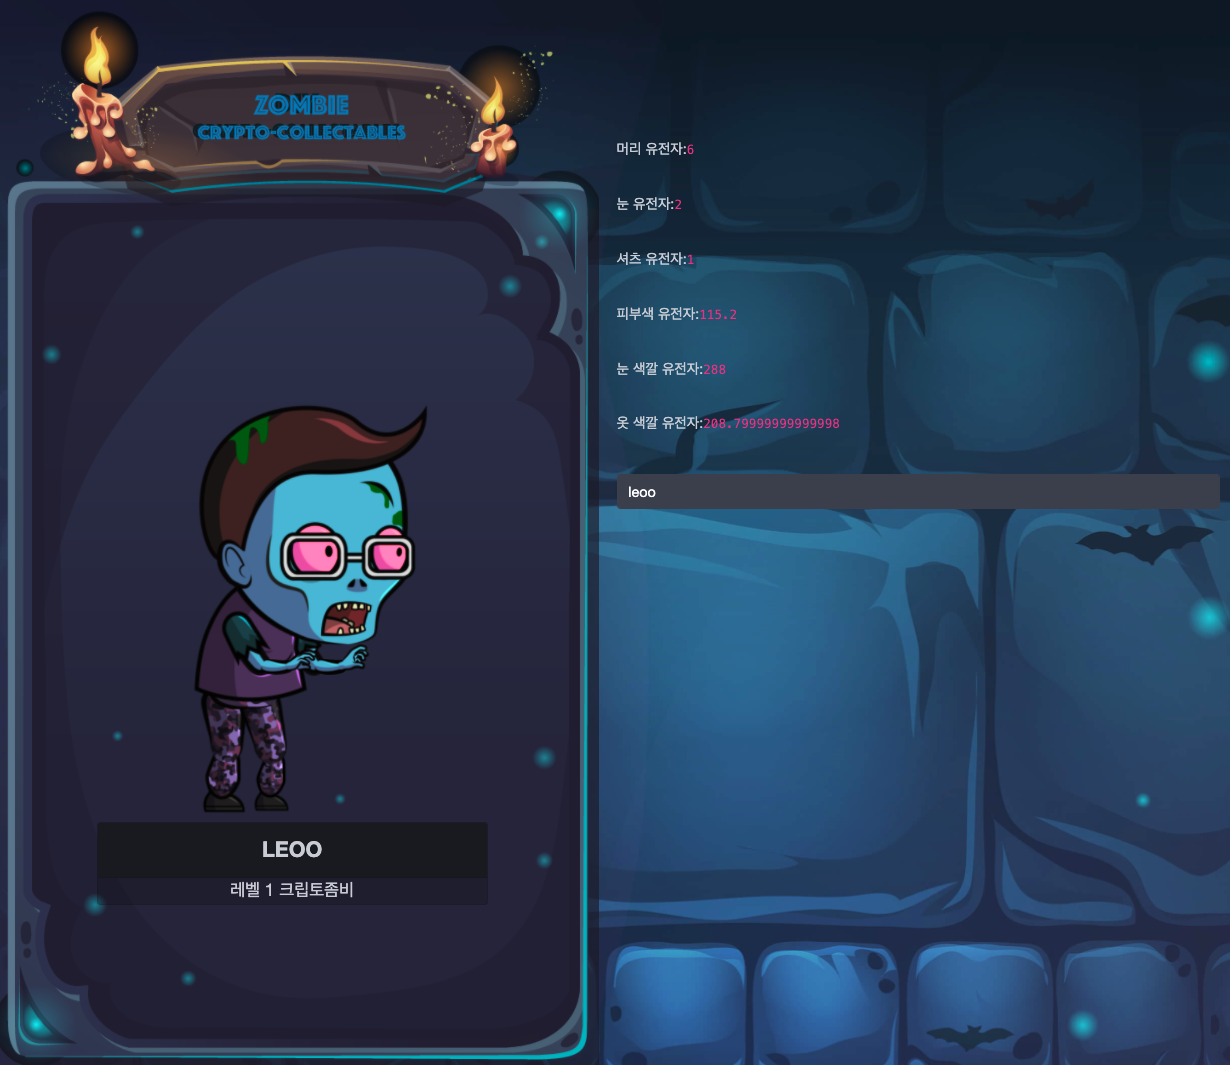 ZOMBIE
CRYPTO-COLLECTABLES
머리 유전자:6
눈 유전자:2
셔츠 유전자:1
피부색 유전자:115.2
눈 색깔 유전자:288
옷 색깔 유전자:208.79999999999998
leoo
LEOO
레벨 1 크립토좀비